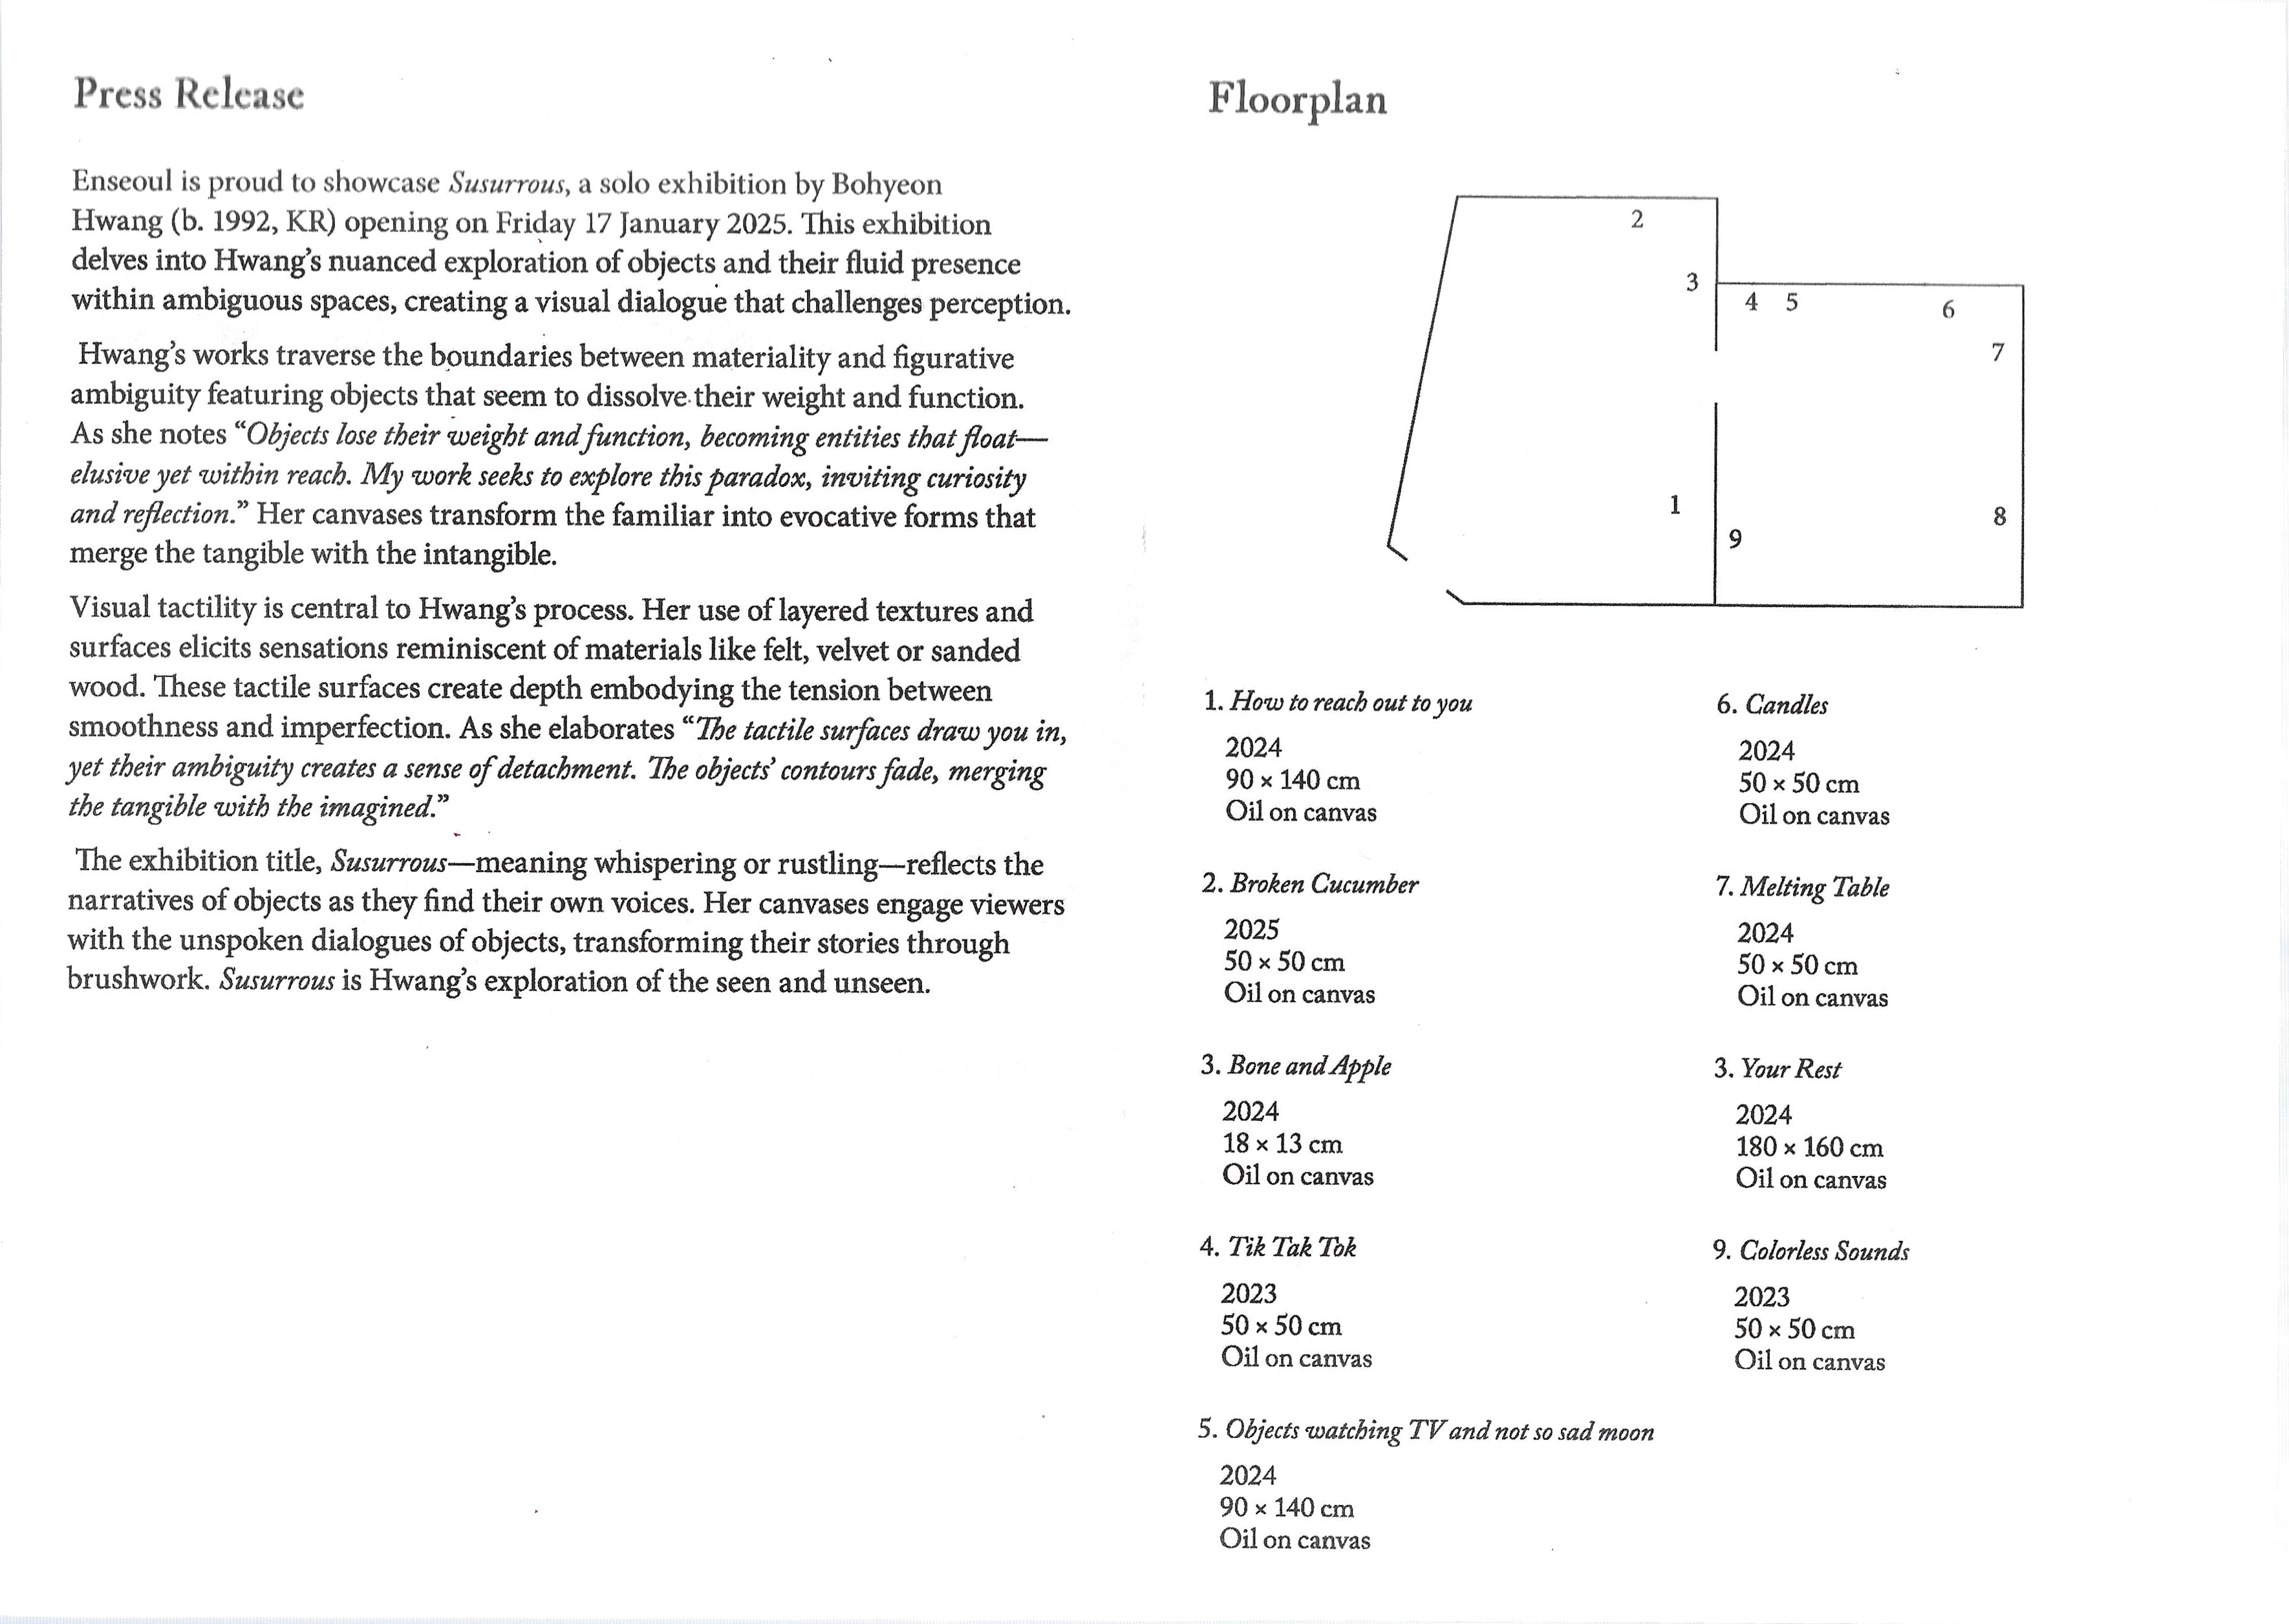 Press Release
Enseoul is proud to showcase Susurrous, a solo exhibition by Bohyeon
Hwang (b. 1992, KR) opening on Friday 17 January 2025. This exhibition
delves into Hwang's nuanced exploration of objects and their fluid presence
within ambiguous spaces, creating a visual dialogue that challenges perception.
Hwang's works traverse the boundaries between materiality and figurative
ambiguity featuring objects that seem to dissolve their weight and function.
As she notes “Objects lose their weight and function, becoming entities that float—
elusive yet within reach. My work seeks to explore this paradox, inviting curiosity
and reflection.” Her canvases transform the familiar into evocative forms that
merge the tangible with the intangible.
Visual tactility is central to Hwang's process. Her use of layered textures and
surfaces elicits sensations reminiscent of materials like felt, velvet or sanded
wood. These tactile surfaces create depth embodying the tension between
smoothness and imperfection. As she elaborates “The tactile surfaces draw you in,
yet their ambiguity creates a sense of detachment. The objects' contours fade, merging
the tangible with the imagined.”
The exhibition title, Susurrous—meaning whispering or rustling—reflects the
narratives of objects as they find their own voices. Her canvases engage viewers
with the unspoken dialogues of objects, transforming their stories through
brushwork. Susurrous is Hwang's exploration of the seen and unseen.
Floorplan
2
3
4 5
6
7
1
8
9
1. How to reach out to you
2024
90 × 140 cm
Oil on canvas
2. Broken Cucumber
2025
50 × 50 cm
Oil on canvas
3. Bone and Apple
2024
18 × 13 cm
Oil on canvas
4. Tik Tak Tok
2023
50 × 50 cm
Oil on canvas
5. Objects watching TV and not so sad moon
2024
90 × 140 cm
Oil on canvas
6. Candles
2024
50 × 50 cm
Oil on canvas
7. Melting Table
2024
50 × 50 cm
Oil on canvas
3. Your Rest
2024
180 × 160 cm
Oil on canvas
9. Colorless Sounds
2023
50 × 50 cm
Oil on canvas